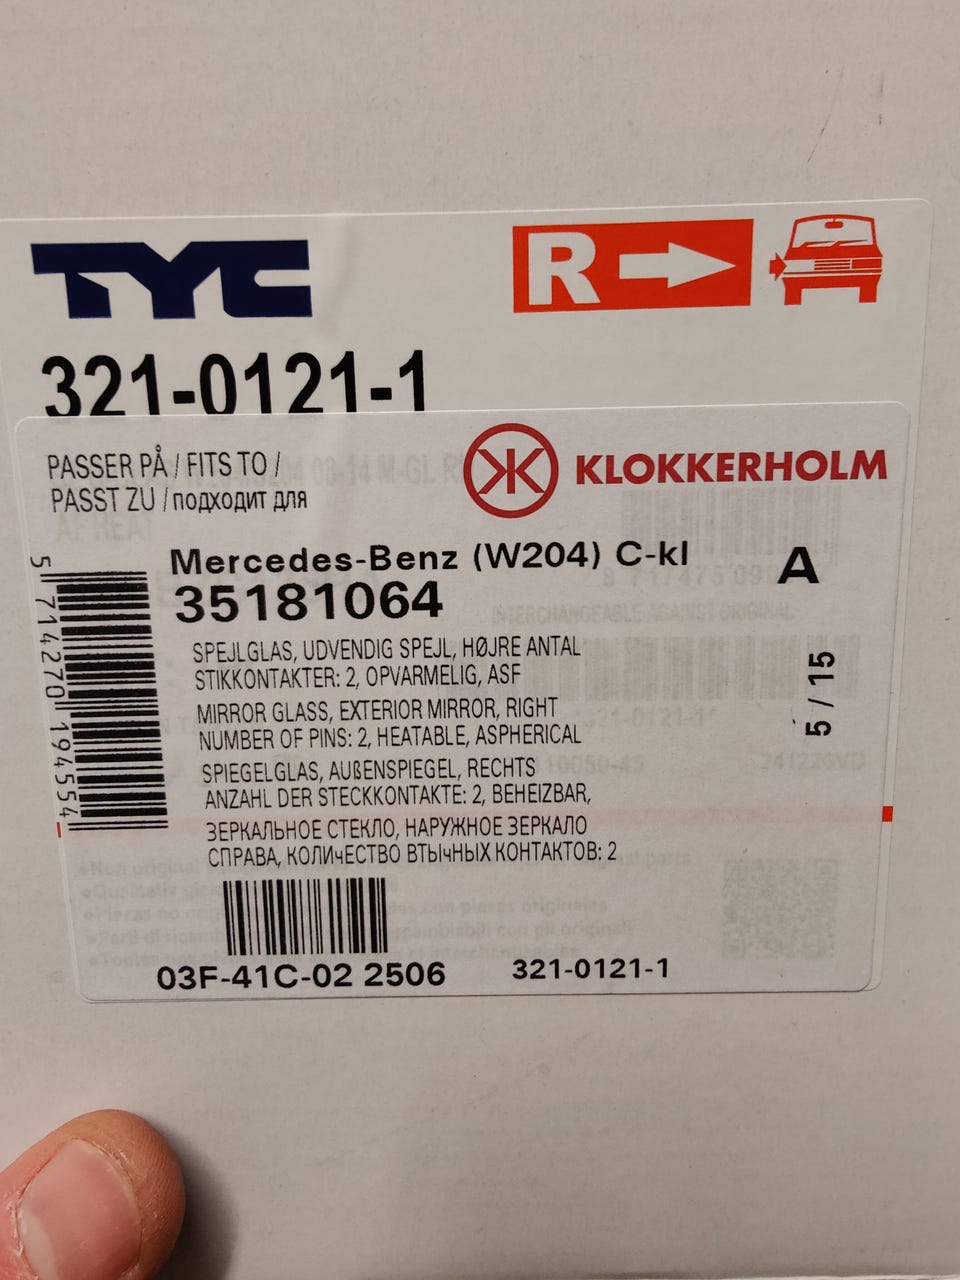 TYC
R
321-0121-1
PASSER PÅ / FITS TO /
PASST ZU / подходит для
KLOKKERHOLM
Mercedes-Benz (W204) C-kl
A
35181064
SPEJLGLAS, UDVENDIG SPEJL, HØJRE ANTAL
STIKKONTAKTER: 2, OPVARMELIG, ASF
MIRROR GLASS, EXTERIOR MIRROR, RIGHT
NUMBER OF PINS: 2, HEATABLE, ASPHERICAL
SPIEGELGLAS, AUßENSPIEGEL, RECHTS
ANZAHL DER STECKKONTAKTE: 2, BEHEIZBAR,
ЗЕРКАЛЬНОЕ СТЕКЛО, НАРУЖНОЕ ЗЕРКАЛО
СПРАВА, КОЛИчЕСТВО ВТЫчНЫХ КОНТАКТОВ: 2
5 / 15
5 714270 194554
03F-41C-02 2506
321-0121-1
INTERCHANGEABLE AGAINST ORIGINAL